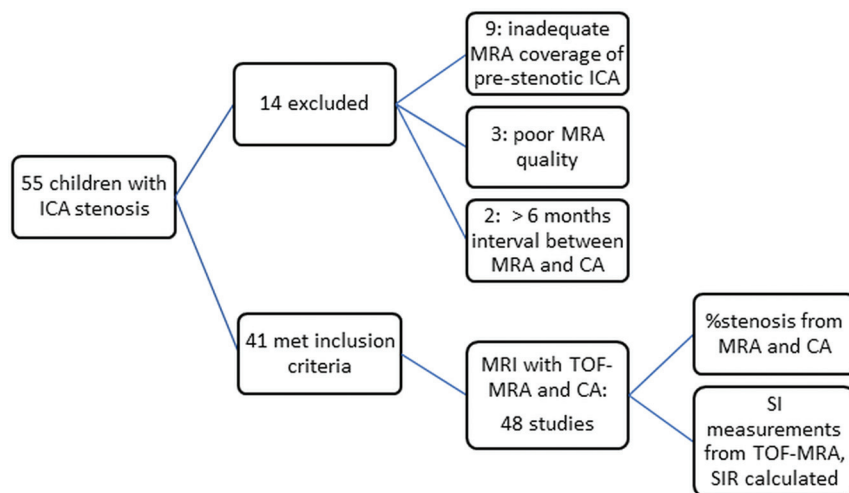 55 children with
ICA stenosis
14 excluded
9: inadequate
MRA coverage of
pre-stenotic ICA
3: poor MRA
quality
2:  > 6 months
interval between
MRA and CA
41 met inclusion
criteria
MRI with TOF-
MRA and CA:
48 studies
%stenosis from
MRA and CA
SI
measurements
from TOF-MRA,
SIR calculated